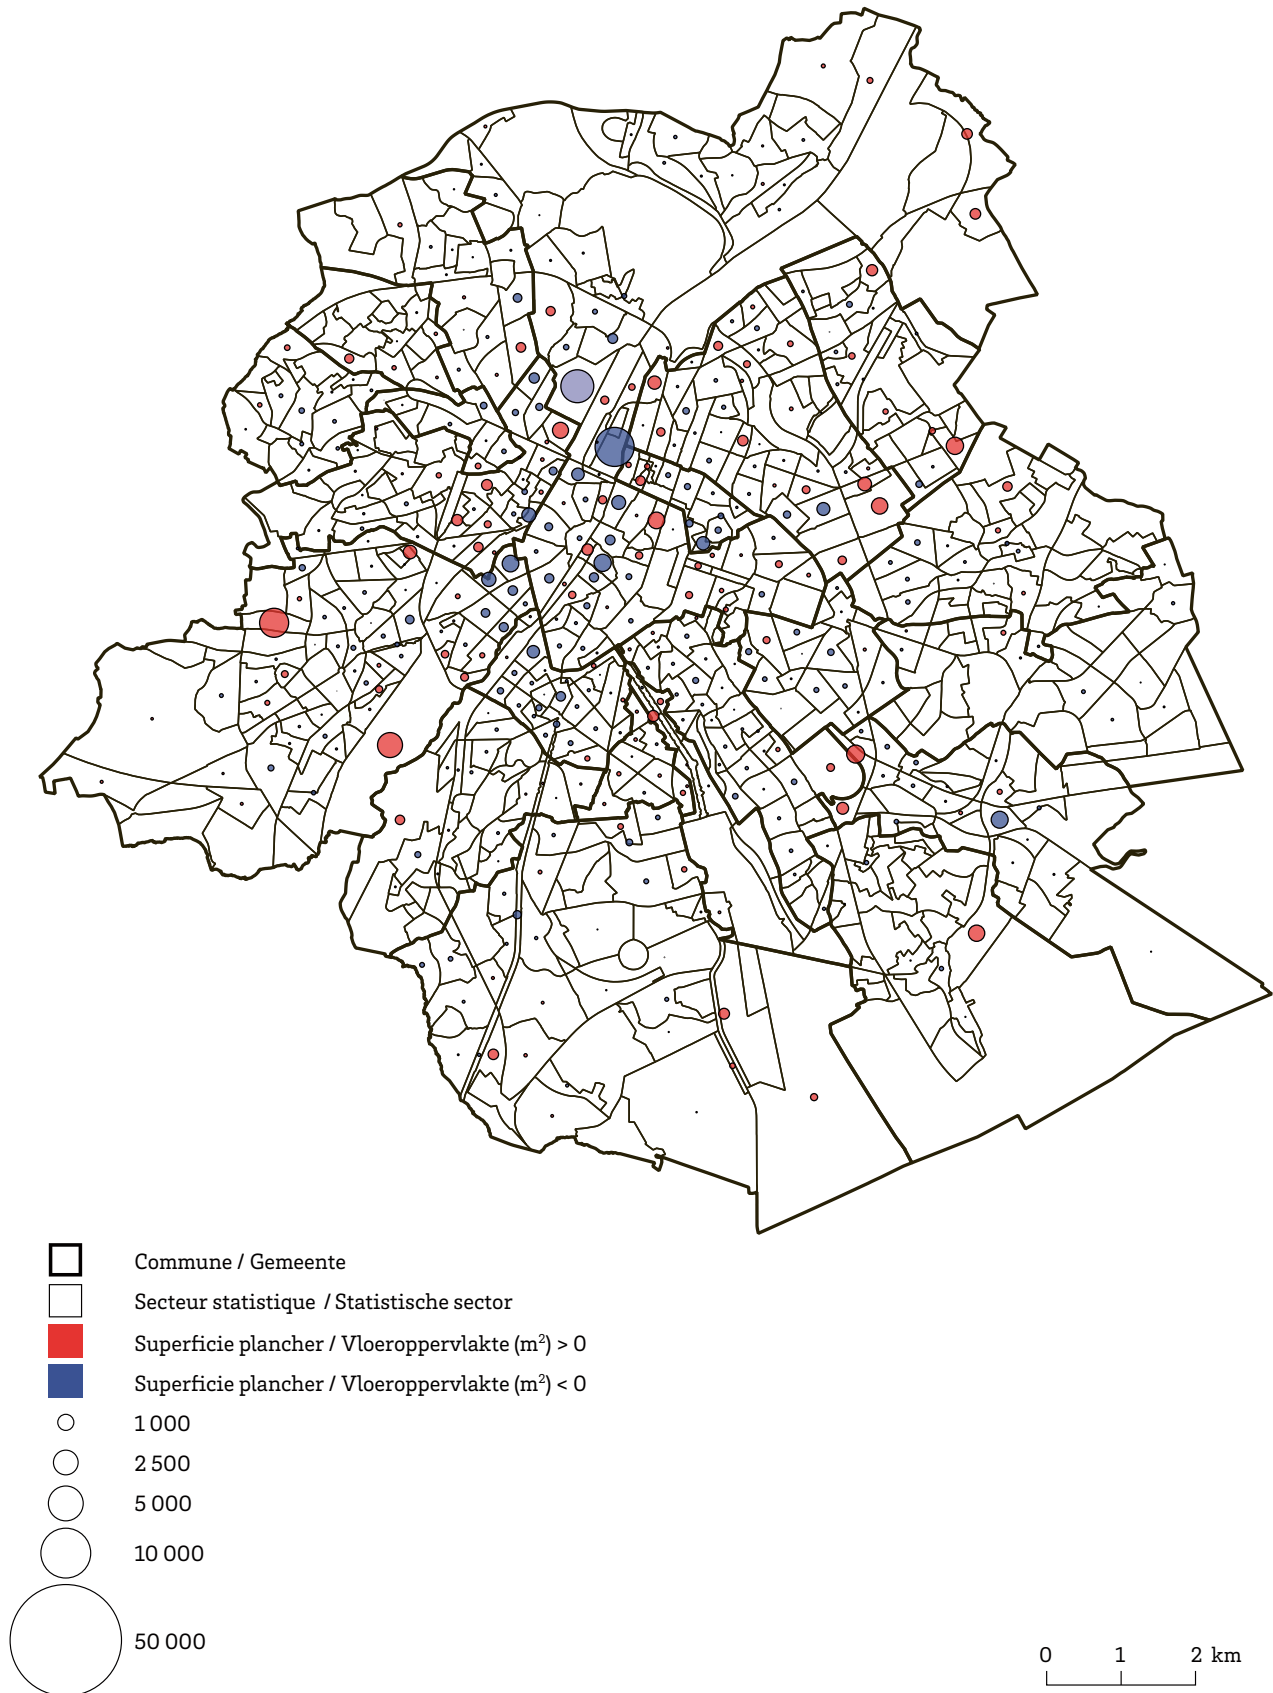 Commune / Gemeente
Secteur statistique / Statistische sector
Superficie plancher / Vloeroppervlakte (m²) > 0
Superficie plancher / Vloeroppervlakte (m²) < 0
1 000
2 500
5 000
10 000
50 000
0 1 2 km